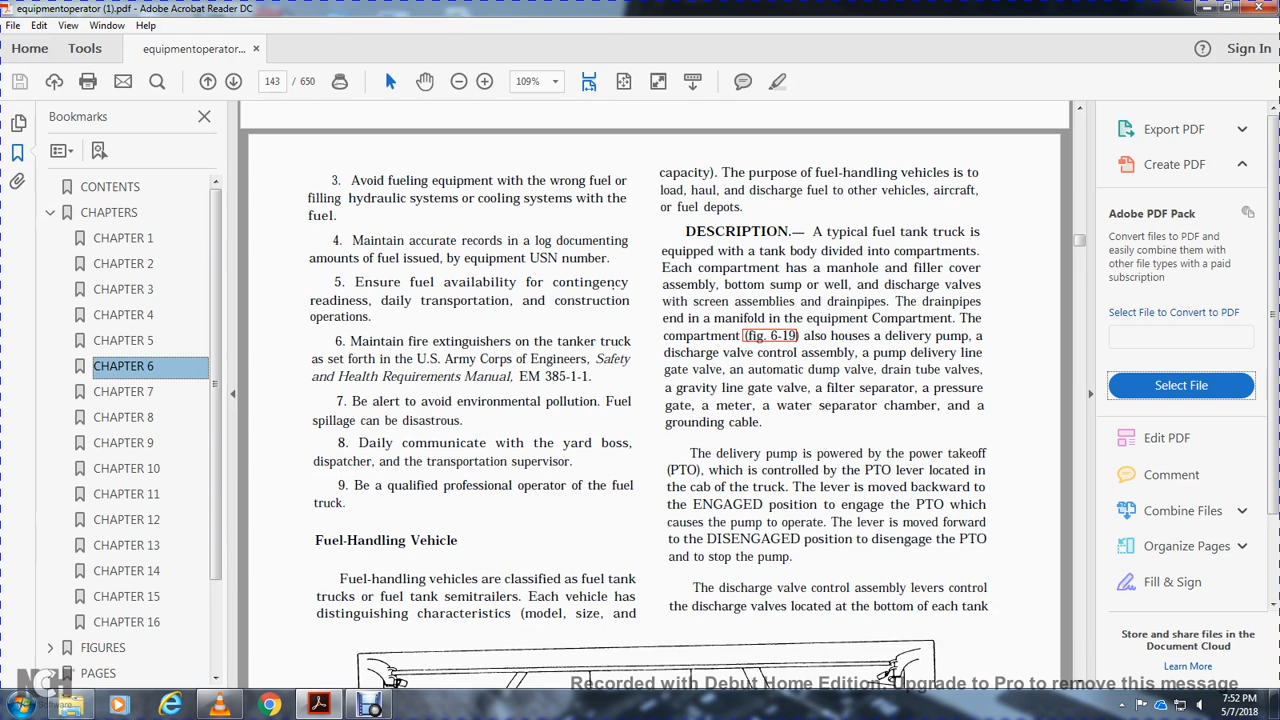 equipmentoperator (1).pdf - Adobe Acrobat Reader DC
File Edit View Window Help
Home Tools equipmentoperator... × Sign In
143 / 650 109%
Bookmarks
CONTENTS
CHAPTERS
CHAPTER 1
CHAPTER 2
CHAPTER 3
CHAPTER 4
CHAPTER 5
CHAPTER 6
CHAPTER 7
CHAPTER 8
CHAPTER 9
CHAPTER 10
CHAPTER 11
CHAPTER 12
CHAPTER 13
CHAPTER 14
CHAPTER 15
CHAPTER 16
FIGURES
PAGES
3. Avoid fueling equipment with the wrong fuel or
filling hydraulic systems or cooling systems with the
fuel.
4. Maintain accurate records in a log documenting
amounts of fuel issued, by equipment USN number.
5. Ensure fuel availability for contingency
readiness, daily transportation, and construction
operations.
6. Maintain fire extinguishers on the tanker truck
as set forth in the U.S. Army Corps of Engineers, Safety
and Health Requirements Manual, EM 385-1-1.
7. Be alert to avoid environmental pollution. Fuel
spillage can be disastrous.
8. Daily communicate with the yard boss,
dispatcher, and the transportation supervisor.
9. Be a qualified professional operator of the fuel
truck.
Fuel-Handling Vehicle
Fuel-handling vehicles are classified as fuel tank
trucks or fuel tank semitrailers. Each vehicle has
distinguishing characteristics (model, size, and
capacity). The purpose of fuel-handling vehicles is to
load, haul, and discharge fuel to other vehicles, aircraft,
or fuel depots.
DESCRIPTION.— A typical fuel tank truck is
equipped with a tank body divided into compartments.
Each compartment has a manhole and filler cover
assembly, bottom sump or well, and discharge valves
with screen assemblies and drainpipes. The drainpipes
end in a manifold in the equipment Compartment. The
compartment (fig. 6-19) also houses a delivery pump, a
discharge valve control assembly, a pump delivery line
gate valve, an automatic dump valve, drain tube valves,
a gravity line gate valve, a filter separator, a pressure
gate, a meter, a water separator chamber, and a
grounding cable.
The delivery pump is powered by the power takeoff
(PTO), which is controlled by the PTO lever located in
the cab of the truck. The lever is moved backward to
the ENGAGED position to engage the PTO which
causes the pump to operate. The lever is moved forward
to the DISENGAGED position to disengage the PTO
and to stop the pump.
The discharge valve control assembly levers control
the discharge valves located at the bottom of each tank
Export PDF
Create PDF
Adobe PDF Pack
Convert files to PDF and
easily combine them with
other file types with a paid
subscription
Select File to Convert to PDF
Select File
Edit PDF
Comment
Combine Files
Organize Pages
Fill & Sign
Store and share files in the
Document Cloud
Learn More
NCH
Software
Recorded with Debut Home Edition. Upgrade to Pro to remove this message
7:52 PM
5/7/2018